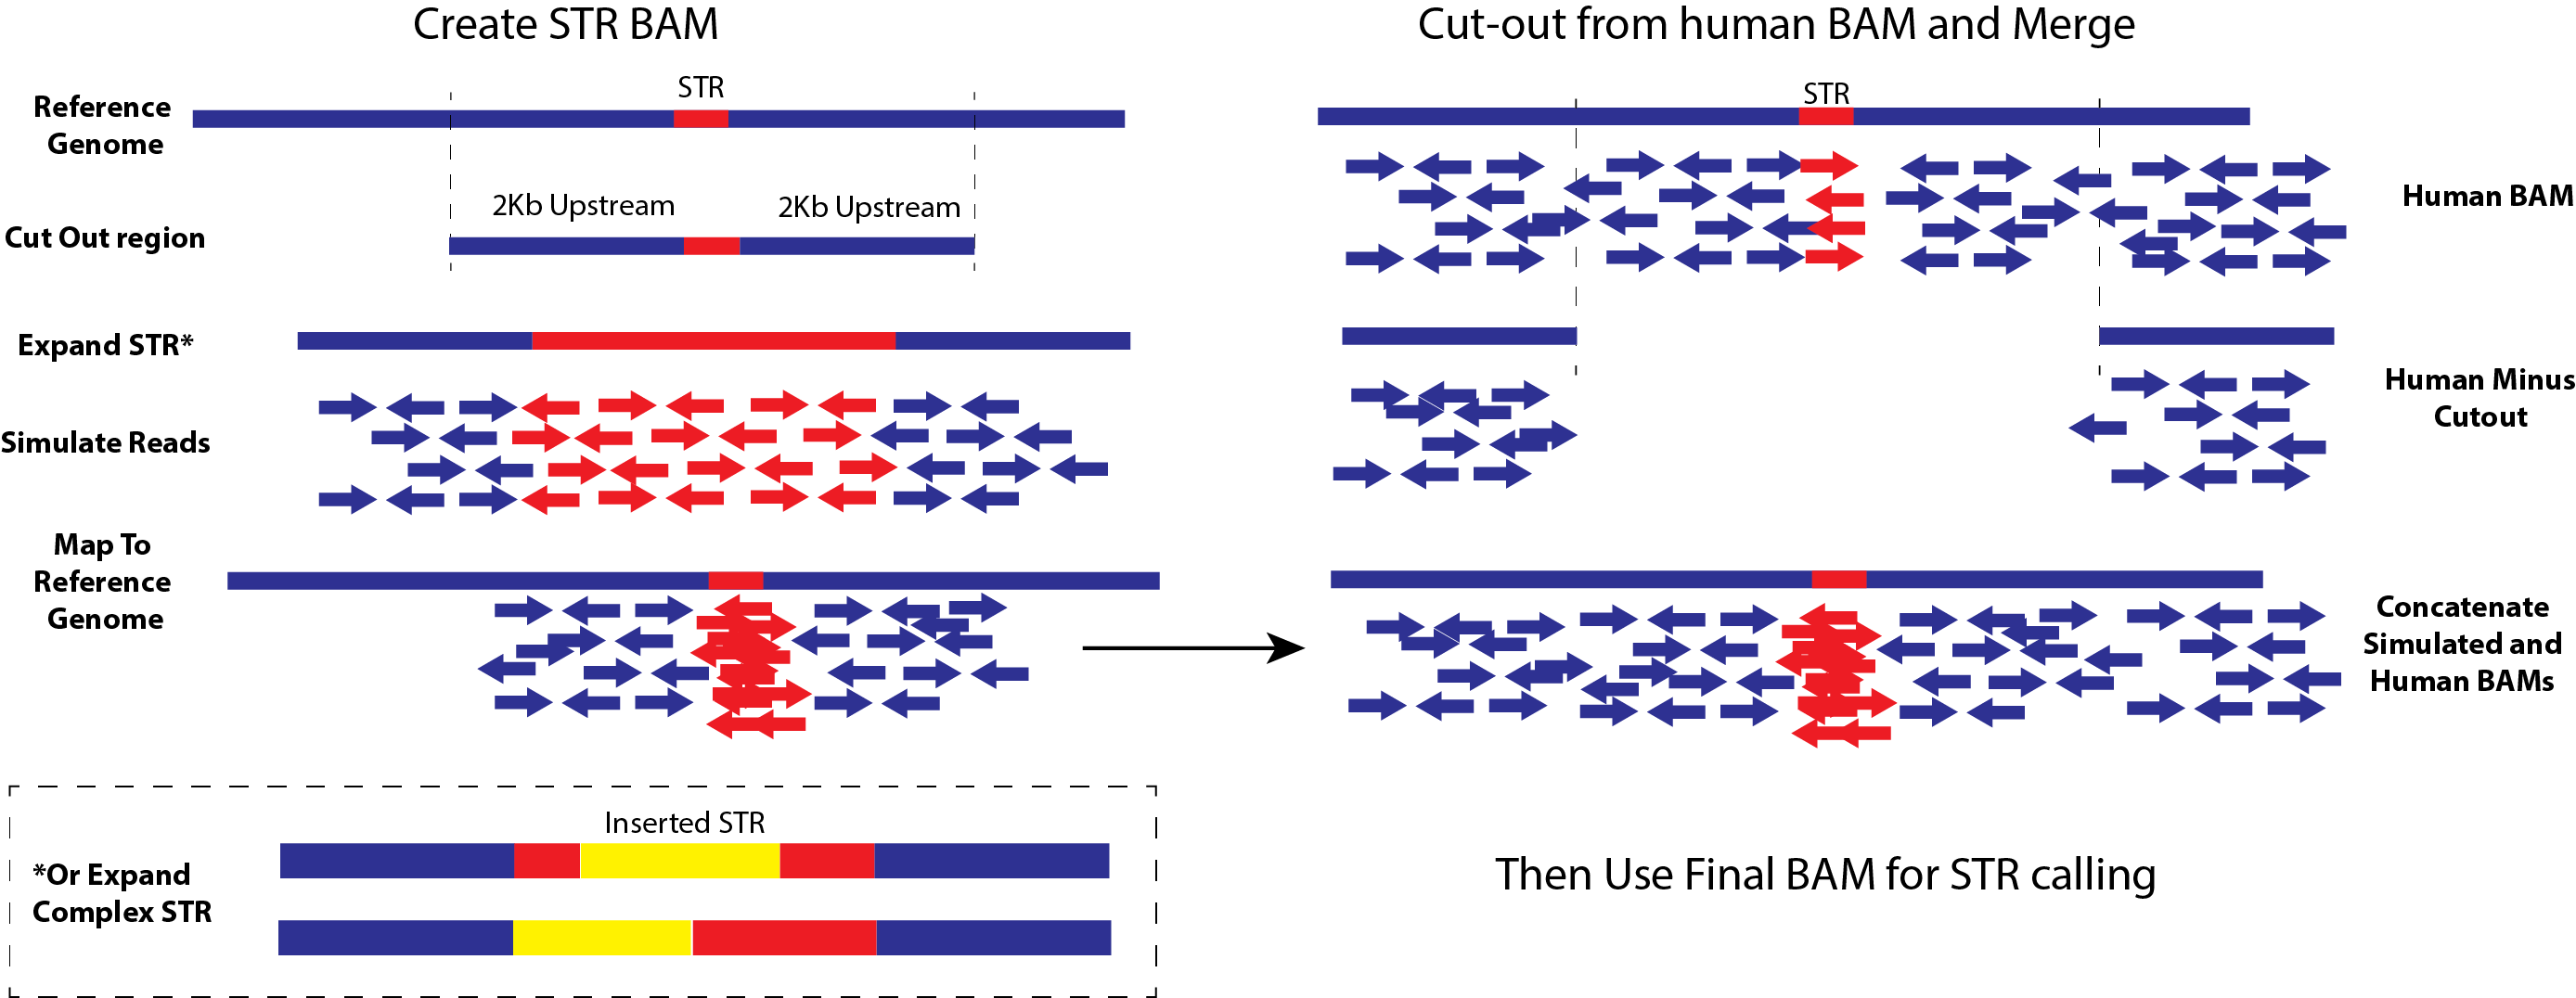 Create STR BAM
STR
Reference
Genome
2Kb Upstream
2Kb Upstream
Cut Out region
Expand STR*
Simulate Reads
Map To
Reference
Genome
Inserted STR
*Or Expand
Complex STR
Cut-out from human BAM and Merge
STR
Human BAM
Human Minus
Cutout
Concatenate
Simulated and
Human BAMs
Then Use Final BAM for STR calling